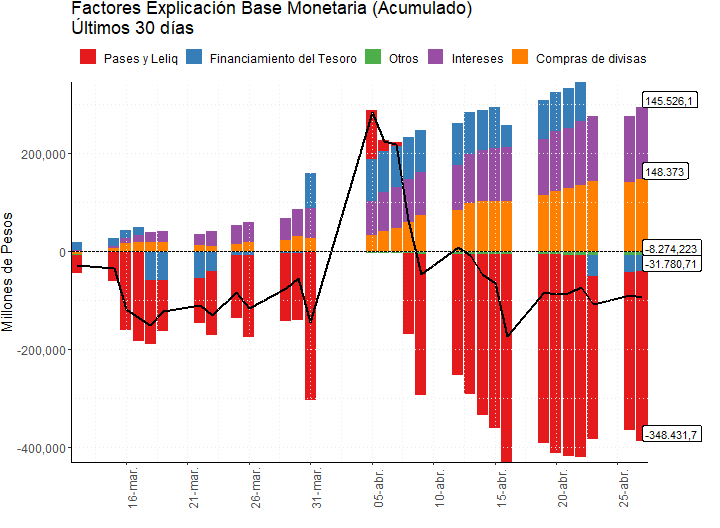 Factores Explicación Base Monetaria (Acumulado)
Últimos 30 días
Pases y Leliq
Financiamiento del Tesoro
Otros
Intereses
Compras de divisas
Millones de Pesos
200,000
0
-200,000
-400,000
145.526,1
148.373
-8.274,223
-31.780,71
-348.431,7
16-mar.
21-mar.
26-mar.
31-mar.
05-abr.
10-abr.
15-abr.
20-abr.
25-abr.